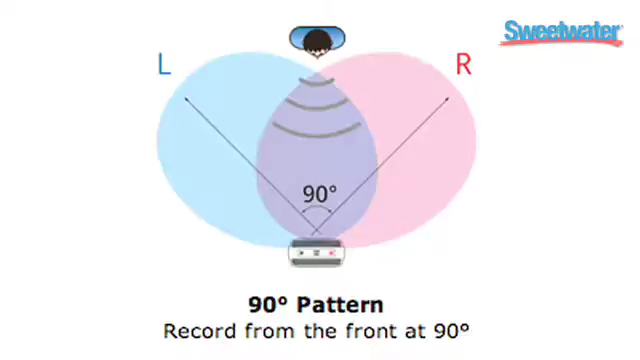 Sweetwater
L
R
90°
90° Pattern
Record from the front at 90°